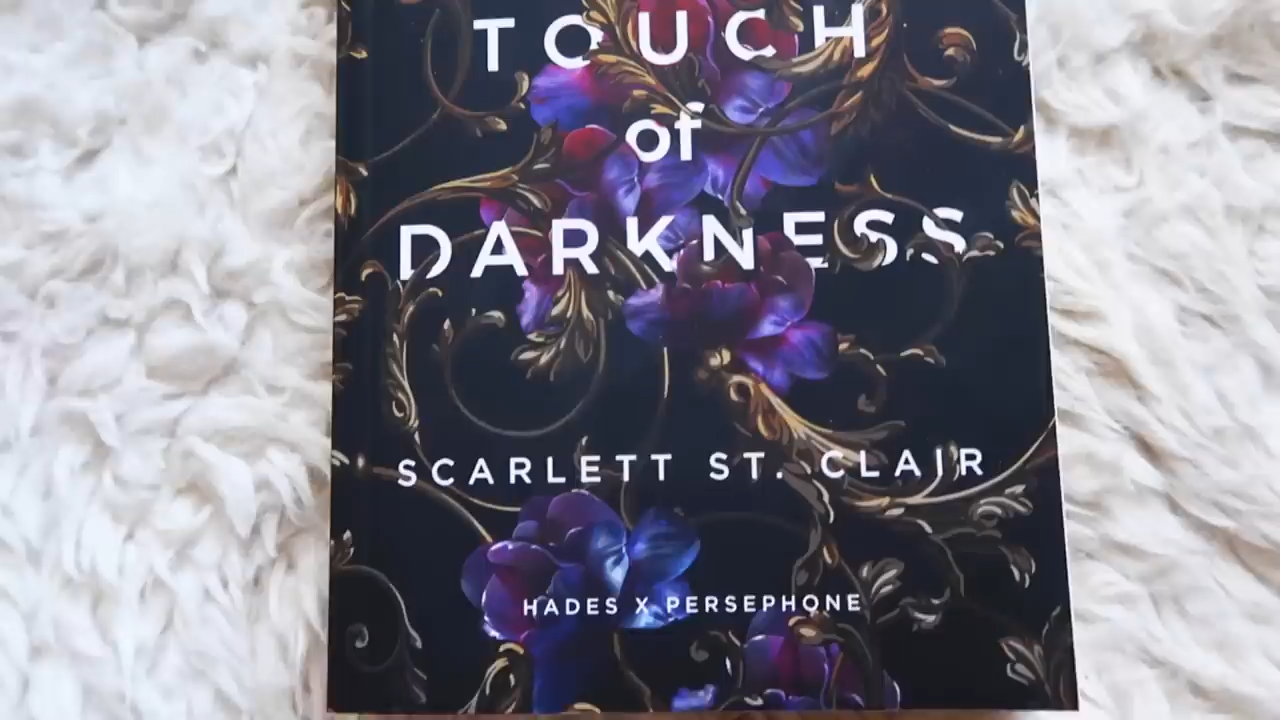 TOUCH
of
DARKNESS
SCARLETT ST. CLAIR
HADES X PERSEPHONE